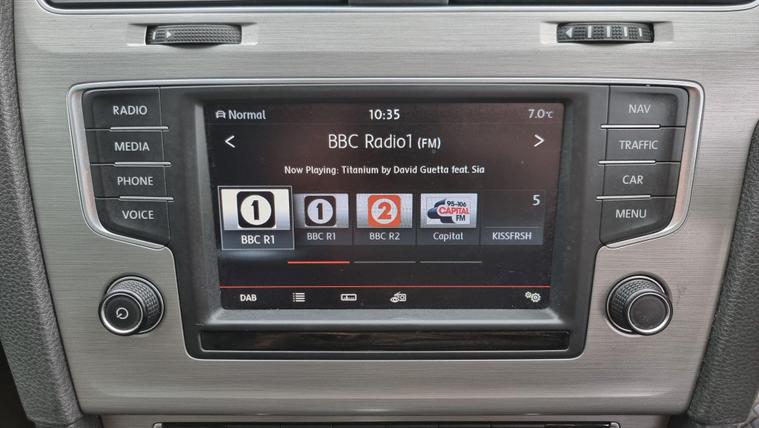 RADIO
MEDIA
PHONE
VOICE
Normal 10:35 7.0°C
< BBC Radio1 (FM) >
Now Playing: Titanium by David Guetta feat. Sia
1 1 2 95-106 CAPITAL FM 5
BBC R1 BBC R1 BBC R2 Capital KISSFRSH
DAB
NAV
TRAFFIC
CAR
MENU